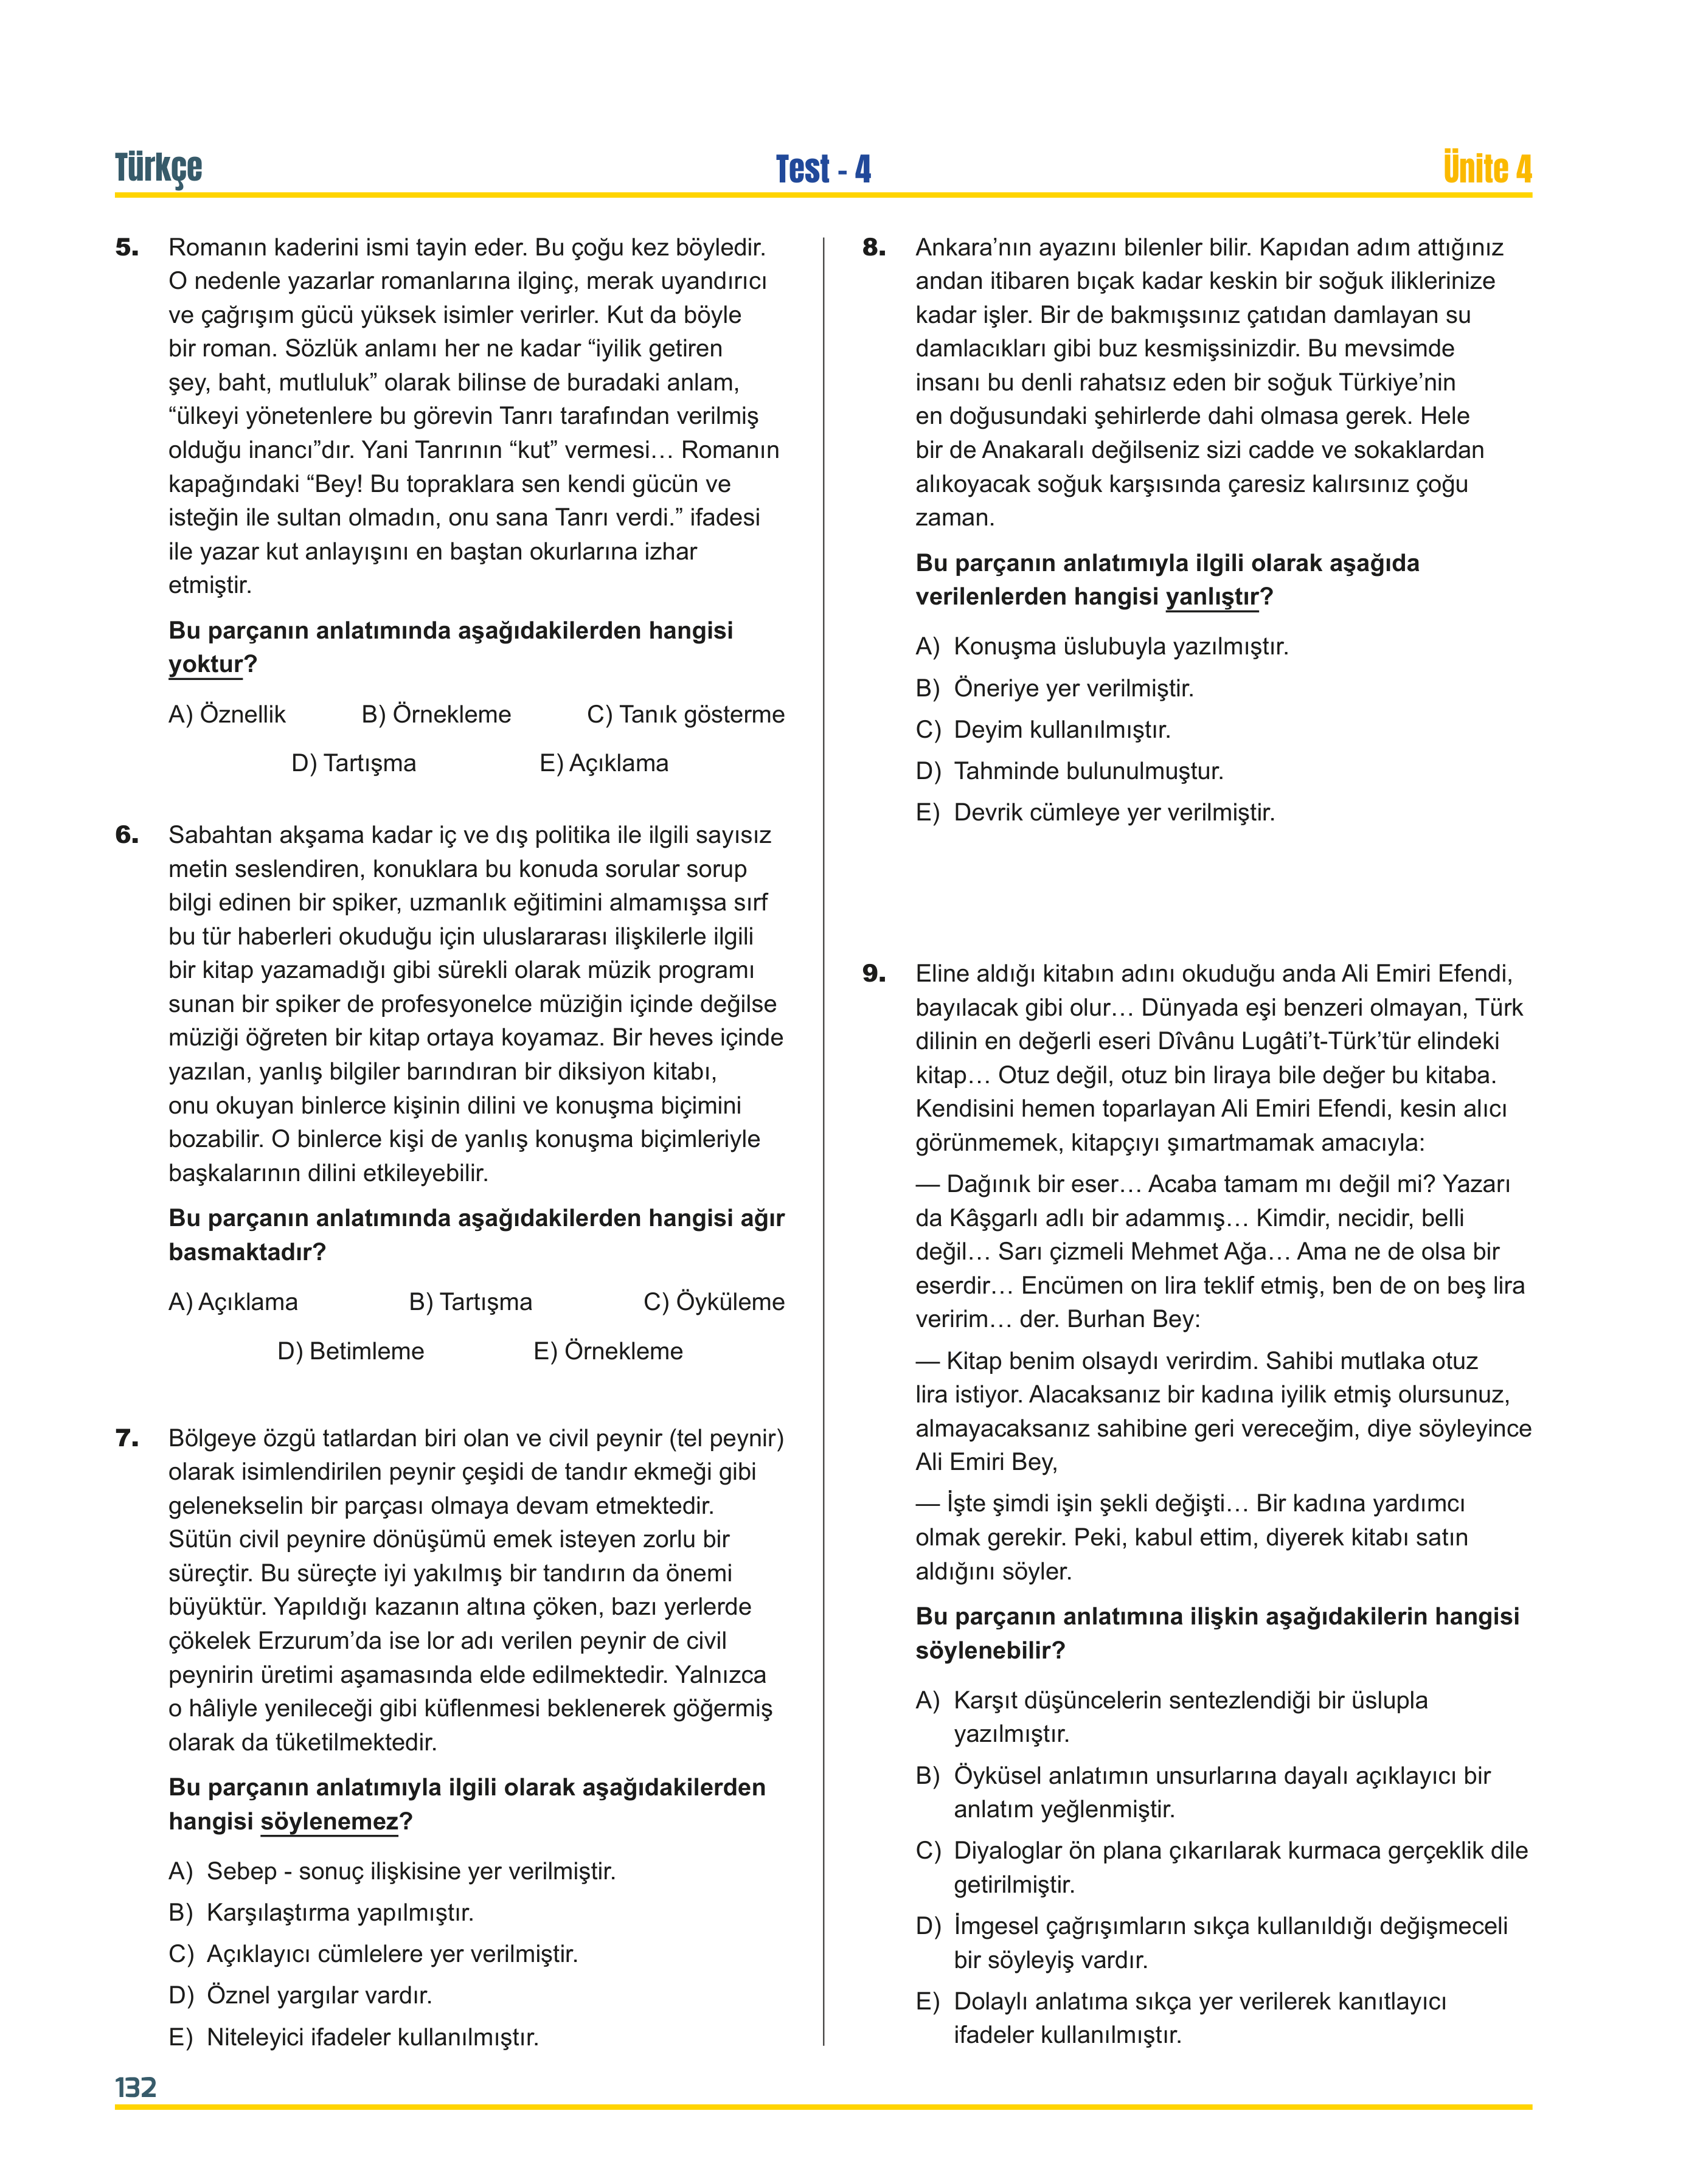 Türkçe
Test - 4
Ünite 4
5. Romanın kaderini ismi tayin eder. Bu çoğu kez böyledir.
O nedenle yazarlar romanlarına ilginç, merak uyandırıcı
ve çağrışım gücü yüksek isimler verirler. Kut da böyle
bir roman. Sözlük anlamı her ne kadar “iyilik getiren
şey, baht, mutluluk” olarak bilinse de buradaki anlam,
“ülkeyi yönetenlere bu görevin Tanrı tarafından verilmiş
olduğu inancı”dır. Yani Tanrının “kut” vermesi… Romanın
kapağındaki “Bey! Bu topraklara sen kendi gücün ve
isteğin ile sultan olmadın, onu sana Tanrı verdi.” ifadesi
ile yazar kut anlayışını en baştan okurlarına izhar
etmiştir.
Bu parçanın anlatımında aşağıdakilerden hangisi
yoktur?
A) Öznellik B) Örnekleme C) Tanık gösterme
D) Tartışma E) Açıklama
6. Sabahtan akşama kadar iç ve dış politika ile ilgili sayısız
metin seslendiren, konuklara bu konuda sorular sorup
bilgi edinen bir spiker, uzmanlık eğitimini almamışsa sırf
bu tür haberleri okuduğu için uluslararası ilişkilerle ilgili
bir kitap yazamadığı gibi sürekli olarak müzik programı
sunan bir spiker de profesyonelce müziğin içinde değilse
müziği öğreten bir kitap ortaya koyamaz. Bir heves içinde
yazılan, yanlış bilgiler barındıran bir diksiyon kitabı,
onu okuyan binlerce kişinin dilini ve konuşma biçimini
bozabilir. O binlerce kişi de yanlış konuşma biçimleriyle
başkalarının dilini etkileyebilir.
Bu parçanın anlatımında aşağıdakilerden hangisi ağır
basmaktadır?
A) Açıklama B) Tartışma C) Öyküleme
D) Betimleme E) Örnekleme
7. Bölgeye özgü tatlardan biri olan ve civil peynir (tel peynir)
olarak isimlendirilen peynir çeşidi de tandır ekmeği gibi
gelenekselin bir parçası olmaya devam etmektedir.
Sütün civil peynire dönüşümü emek isteyen zorlu bir
süreçtir. Bu süreçte iyi yakılmış bir tandırın da önemi
büyüktür. Yapıldığı kazanın altına çöken, bazı yerlerde
çökelek Erzurum’da ise lor adı verilen peynir de civil
peynirin üretimi aşamasında elde edilmektedir. Yalnızca
o hâliyle yenileceği gibi küflenmesi beklenerek göğermiş
olarak da tüketilmektedir.
Bu parçanın anlatımıyla ilgili olarak aşağıdakilerden
hangisi söylenemez?
A) Sebep - sonuç ilişkisine yer verilmiştir.
B) Karşılaştırma yapılmıştır.
C) Açıklayıcı cümlelere yer verilmiştir.
D) Öznel yargılar vardır.
E) Niteleyici ifadeler kullanılmıştır.
8. Ankara’nın ayazını bilenler bilir. Kapıdan adım attığınız
andan itibaren bıçak kadar keskin bir soğuk iliklerinize
kadar işler. Bir de bakmışsınız çatıdan damlayan su
damlacıkları gibi buz kesmişsinizdir. Bu mevsimde
insanı bu denli rahatsız eden bir soğuk Türkiye’nin
en doğusundaki şehirlerde dahi olmasa gerek. Hele
bir de Anakaralı değilseniz sizi cadde ve sokaklardan
alıkoyacak soğuk karşısında çaresiz kalırsınız çoğu
zaman.
Bu parçanın anlatımıyla ilgili olarak aşağıda
verilenlerden hangisi yanlıştır?
A) Konuşma üslubuyla yazılmıştır.
B) Öneriye yer verilmiştir.
C) Deyim kullanılmıştır.
D) Tahminde bulunulmuştur.
E) Devrik cümleye yer verilmiştir.
9. Eline aldığı kitabın adını okuduğu anda Ali Emiri Efendi,
bayılacak gibi olur… Dünyada eşi benzeri olmayan, Türk
dilinin en değerli eseri Dîvânu Lugâti’t-Türk’tür elindeki
kitap… Otuz değil, otuz bin liraya bile değer bu kitaba.
Kendisini hemen toparlayan Ali Emiri Efendi, kesin alıcı
görünmemek, kitapçıyı şımartmamak amacıyla:
— Dağınık bir eser… Acaba tamam mı değil mi? Yazarı
da Kâşgarlı adlı bir adammış… Kimdir, necidir, belli
değil… Sarı çizmeli Mehmet Ağa… Ama ne de olsa bir
eserdir… Encümen on lira teklif etmiş, ben de on beş lira
veririm… der. Burhan Bey:
— Kitap benim olsaydı verirdim. Sahibi mutlaka otuz
lira istiyor. Alacaksanız bir kadına iyilik etmiş olursunuz,
almayacaksanız sahibine geri vereceğim, diye söyleyince
Ali Emiri Bey,
— İşte şimdi işin şekli değişti… Bir kadına yardımcı
olmak gerekir. Peki, kabul ettim, diyerek kitabı satın
aldığını söyler.
Bu parçanın anlatımına ilişkin aşağıdakilerin hangisi
söylenebilir?
A) Karşıt düşüncelerin sentezlendiği bir üslupla
yazılmıştır.
B) Öyküsel anlatımın unsurlarına dayalı açıklayıcı bir
anlatım yeğlenmiştir.
C) Diyaloglar ön plana çıkarılarak kurmaca gerçeklik dile
getirilmiştir.
D) İmgesel çağrışımların sıkça kullanıldığı değişmeceli
bir söyleyiş vardır.
E) Dolaylı anlatıma sıkça yer verilerek kanıtlayıcı
ifadeler kullanılmıştır.
132